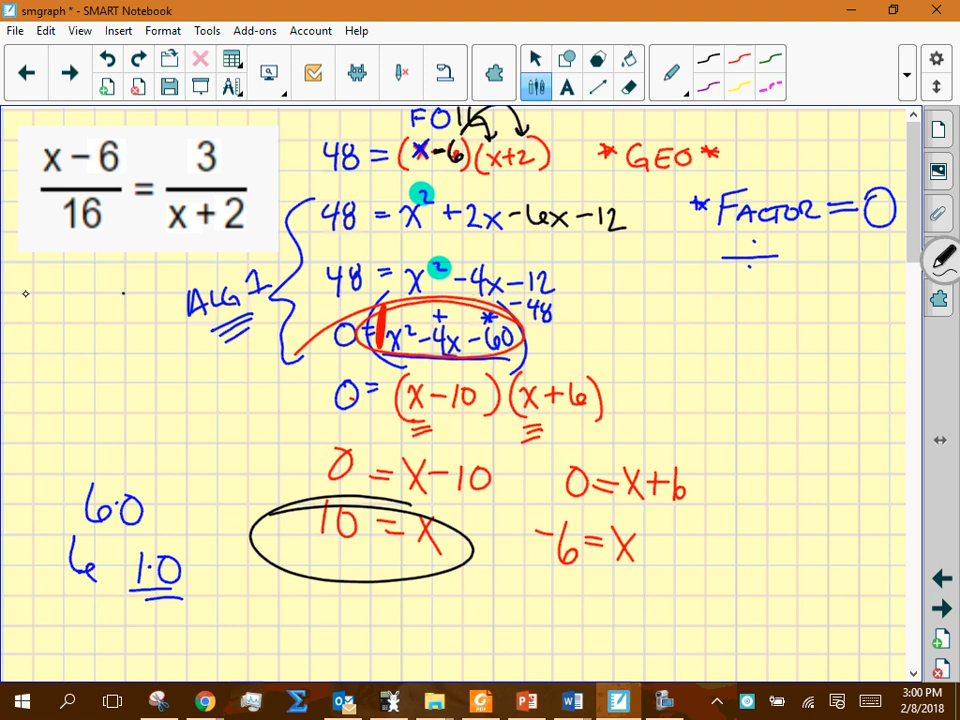 smgraph * - SMART Notebook
File Edit View Insert Format Tools Add-ons Account Help
A
x – 6 / 16 = 3 / x + 2
FOIL
48 = (x - 6)(x+2) * GEO *
48 = x² + 2x - 6x - 12
* FACTOR = 0
÷
48 = x² - 4x - 12
ALG 1
- 48
+ *
0 = (x² - 4x - 60)
0 = (x - 10)(x + 6)
0 = x - 10
0 = x + 6
10 = x
-6 = x
6·0
6 1·0
3:00 PM
2/8/2018